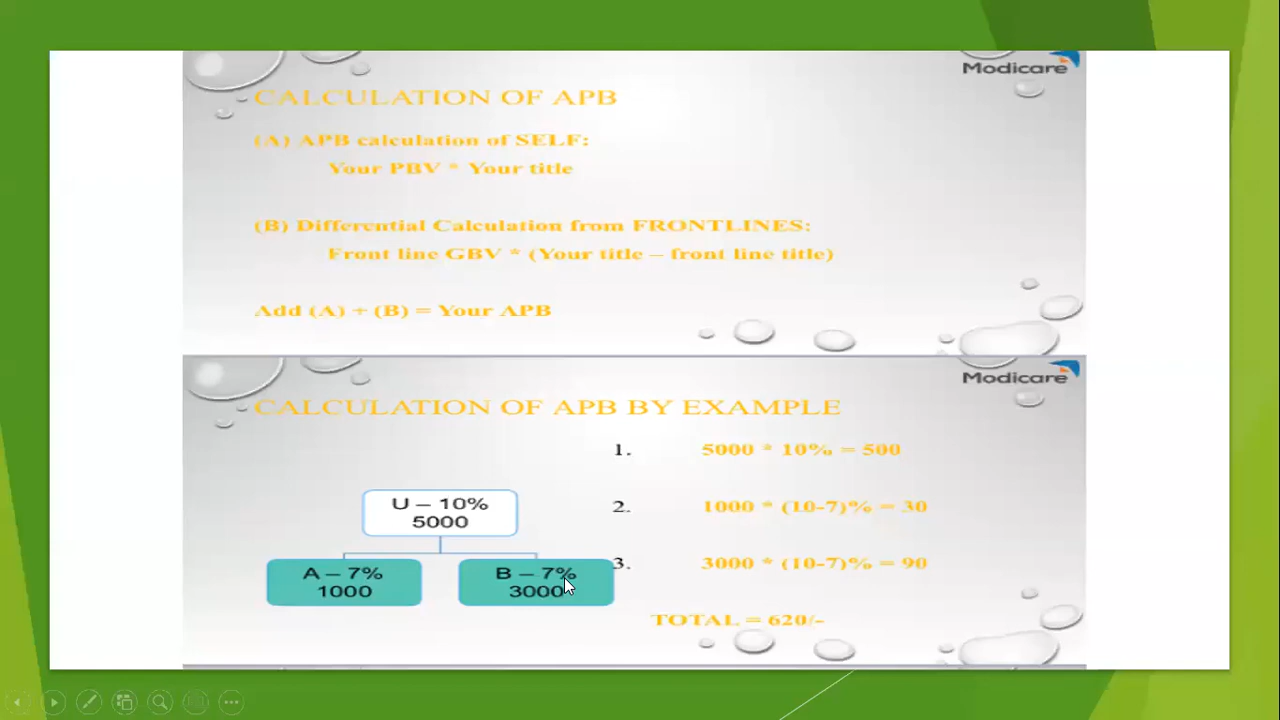 Modicare
CALCULATION OF APB
(A) APB calculation of SELF:
Your PBV * Your title
(B) Differential Calculation from FRONTLINES:
Front line GBV * (Your title – front line title)
Add (A) + (B) = Your APB
Modicare
CALCULATION OF APB BY EXAMPLE
U – 10%
5000
A – 7%
1000
B – 7%
3000
1. 5000 * 10% = 500
2. 1000 * (10-7)% = 30
3. 3000 * (10-7)% = 90
TOTAL = 620/-